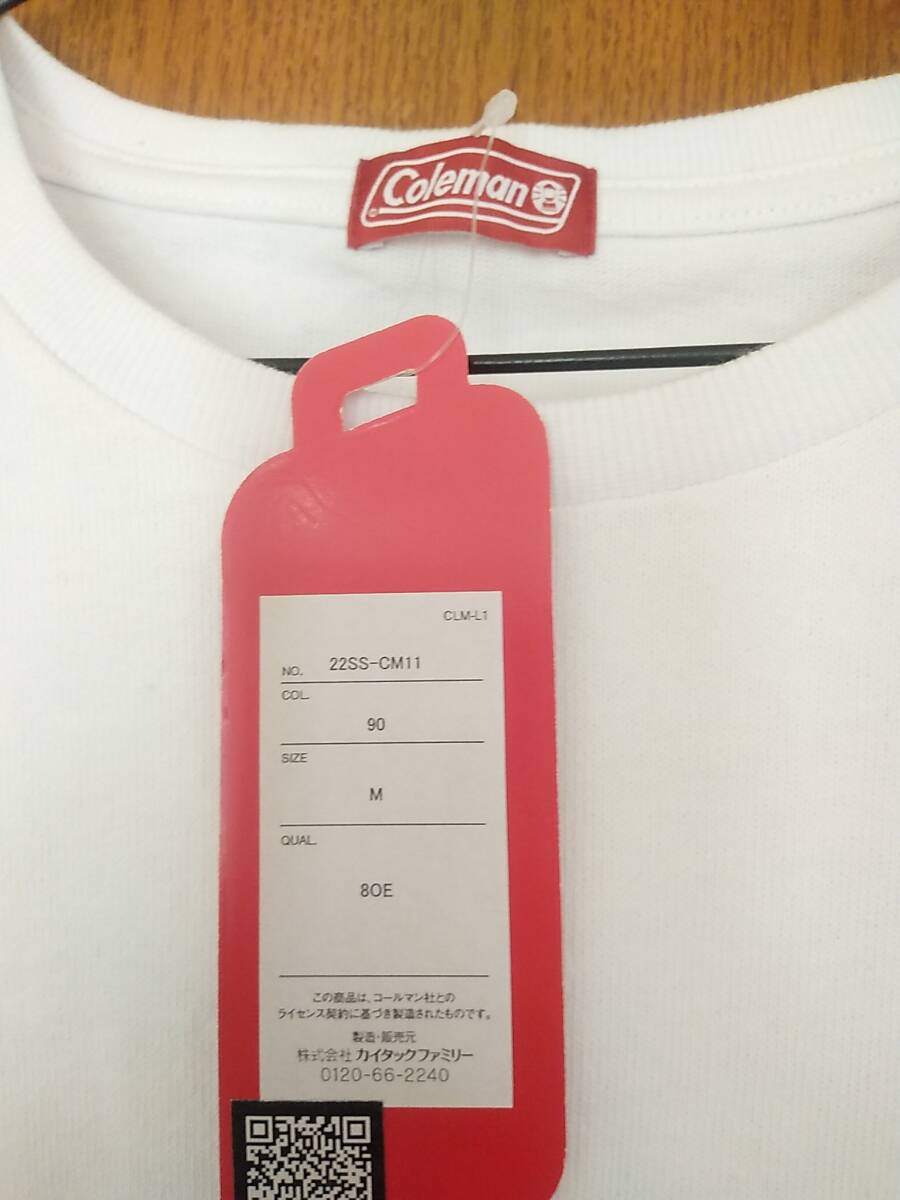 Coleman
CLM-L1
NO. 22SS-CM11
COL.
90
SIZE
M
QUAL.
80E
この商品は、コールマン社との
ライセンス契約に基づき製造されたものです。
製造・販売元
株式会社 カイタックファミリー
0120-66-2240